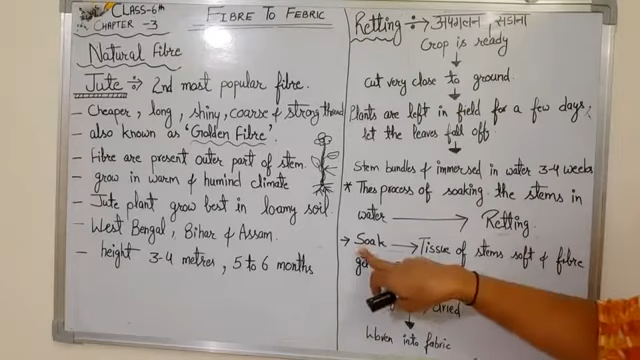 CLASS-6th
CHAPTER -3
FIBRE TO FEBRIC
Natural Fibre
Jute ÷> 2nd most popular fibre.
- Cheaper, long, shiny, coarse & strong thread
- also known as 'Golden Fibre'.
- Fibre are present outer part of stem.
- grow in warm & humind climate
- Jute plant grow best in loamy soil.
- West Bengal, Bihar & Assam.
- height 3-4 metres, 5 to 6 months
Retting ÷> अपगलन, सड़ाना
Crop is ready
cut very close to ground.
Plants are left in field for a few days,
let the leaves fall off.
Stem bundles & immersed in water 3-4 weeks
* Thes process of soaking the stems in
water → Retting.
→ Soak → Tissue of stems soft & fibre
dried
Woven into fabric